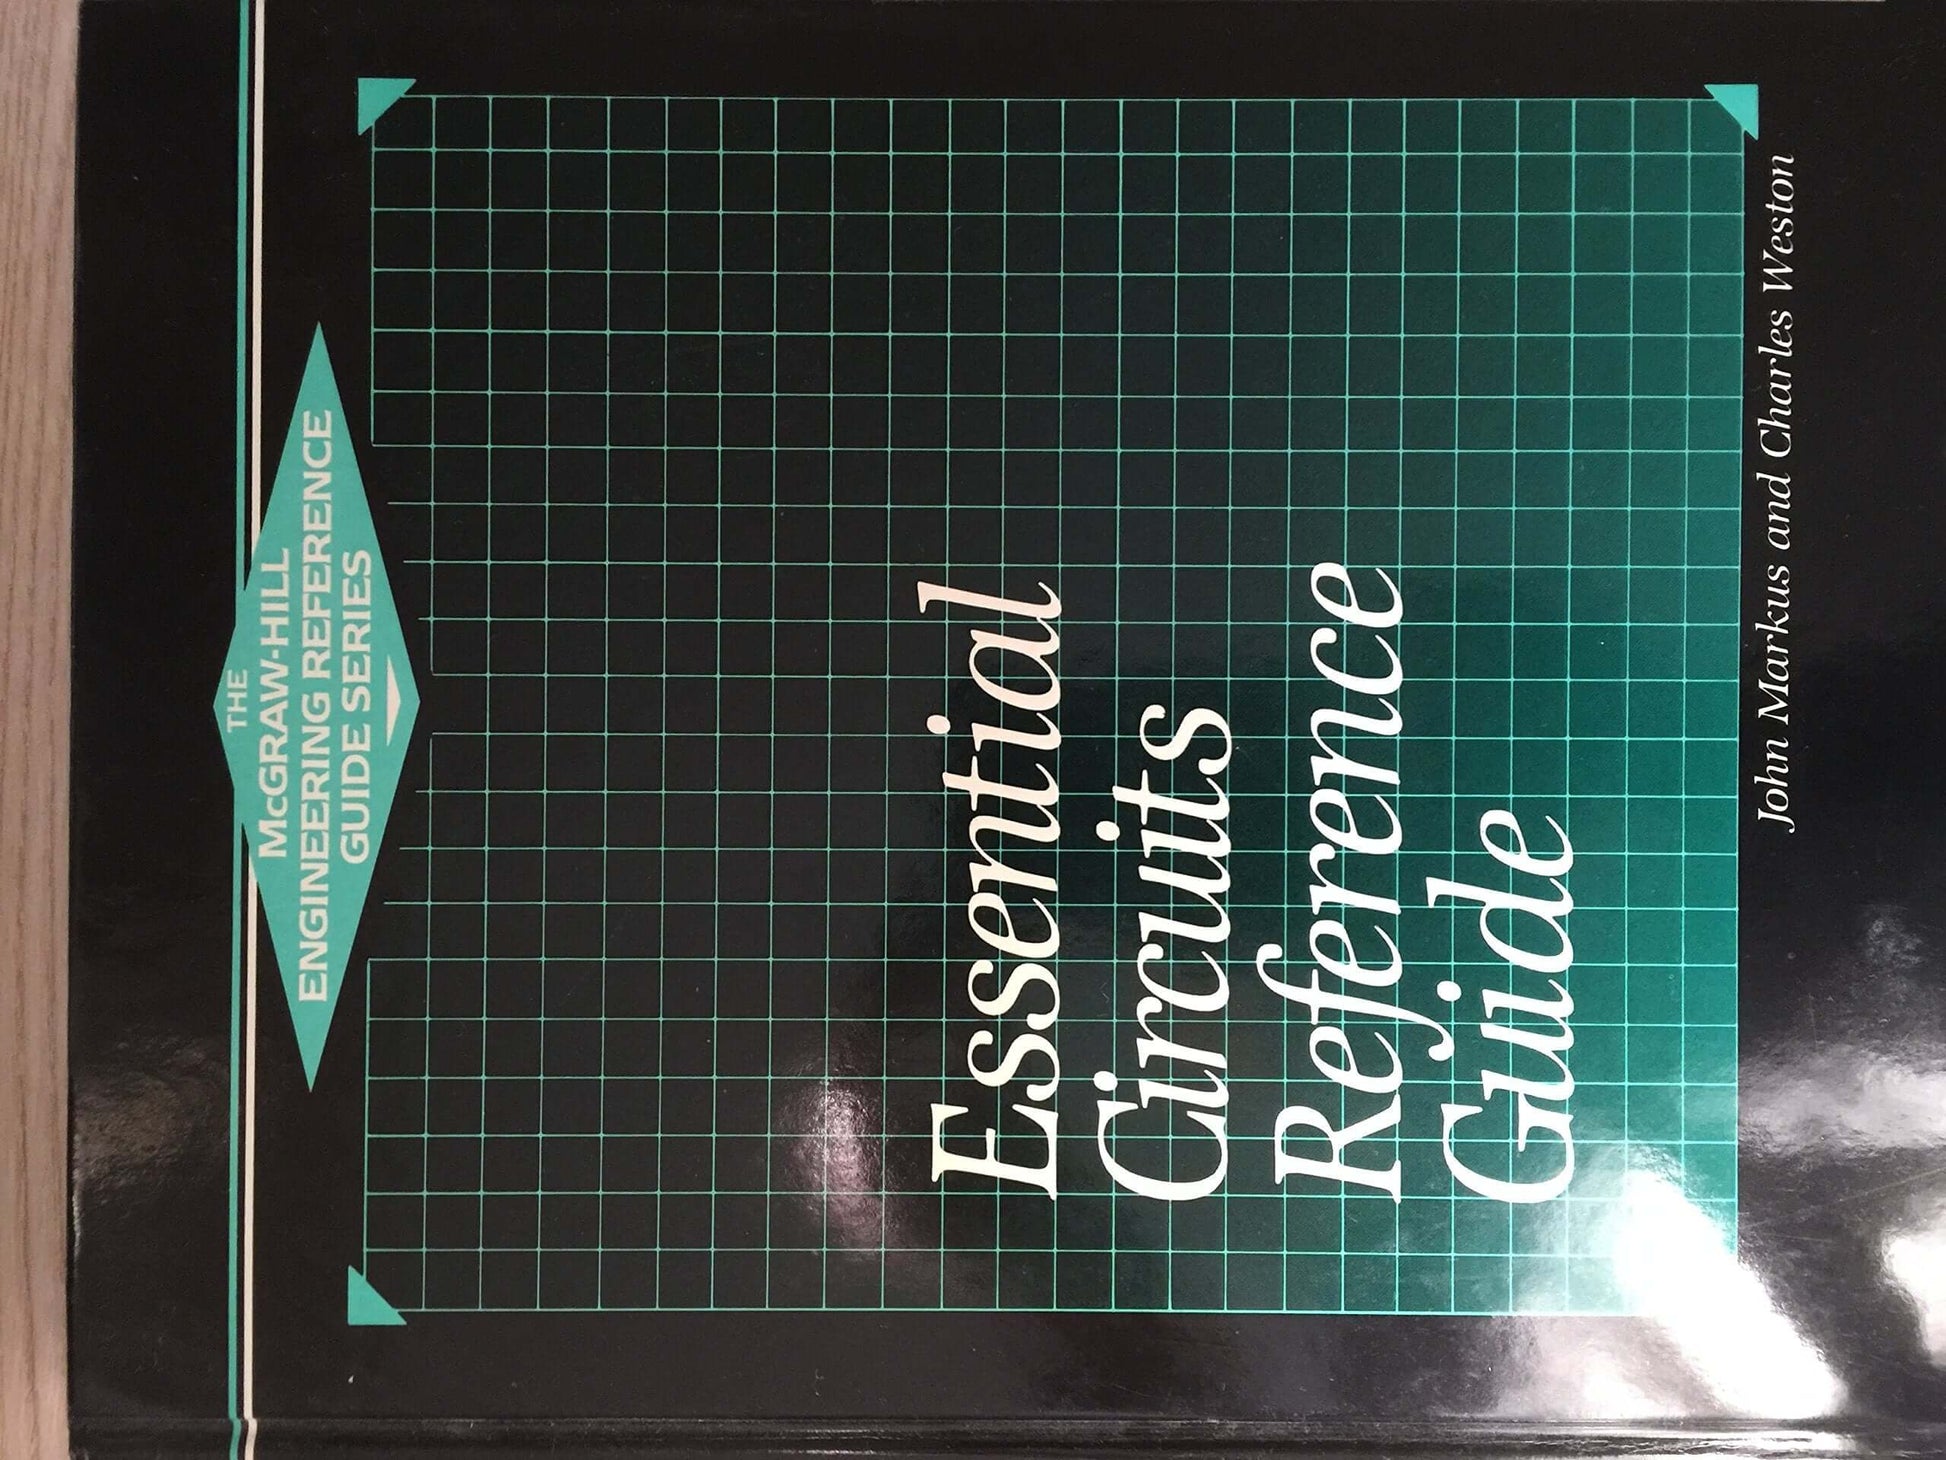 THE
McGRAW-HILL
ENGINEERING REFERENCE
GUIDE SERIES
Essential
Circuits
Reference
Guide
John Markus and Charles Weston